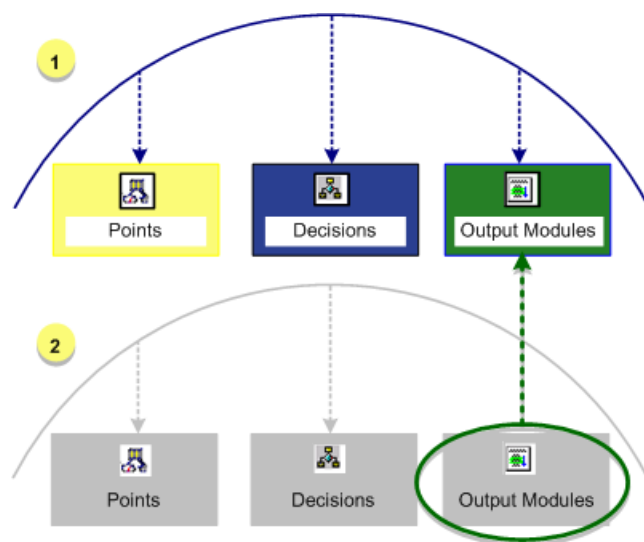 1
Points
Decisions
Output Modules
2
Points
Decisions
Output Modules